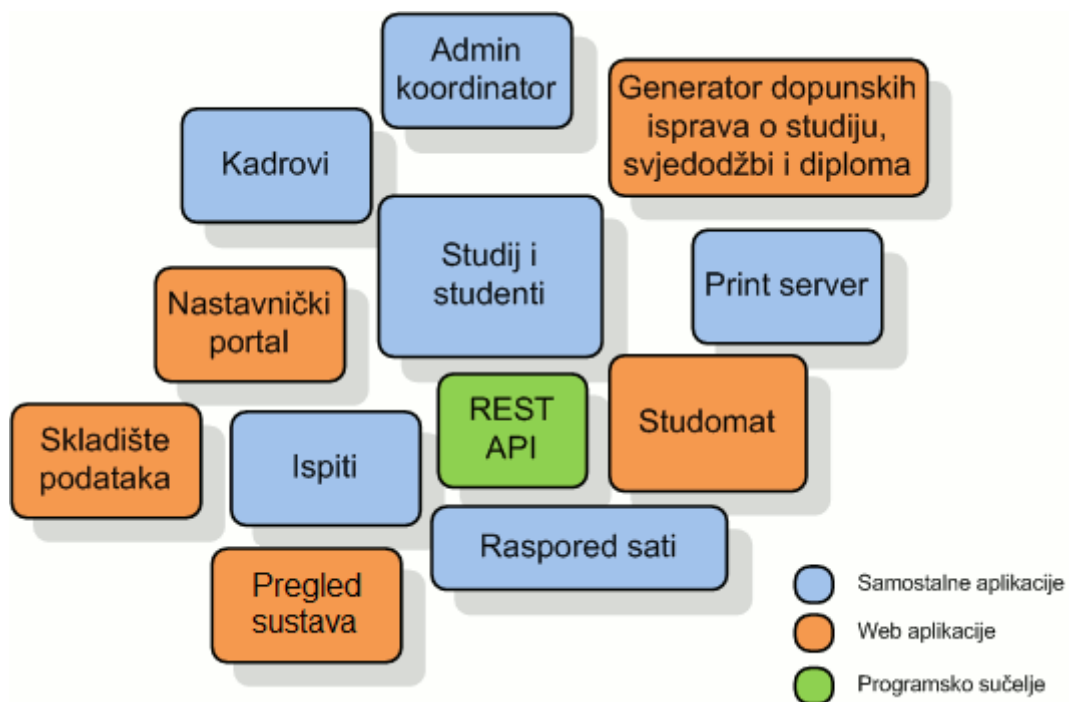 Admin
koordinator
Generator dopunskih
isprava o studiju,
svjedodžbi i diploma
Kadrovi
Studij i
studenti
Print server
Nastavnički
portal
REST
API
Studomat
Skladište
podataka
Ispiti
Raspored sati
Pregled
sustava
Samostalne aplikacije
Web aplikacije
Programsko sučelje